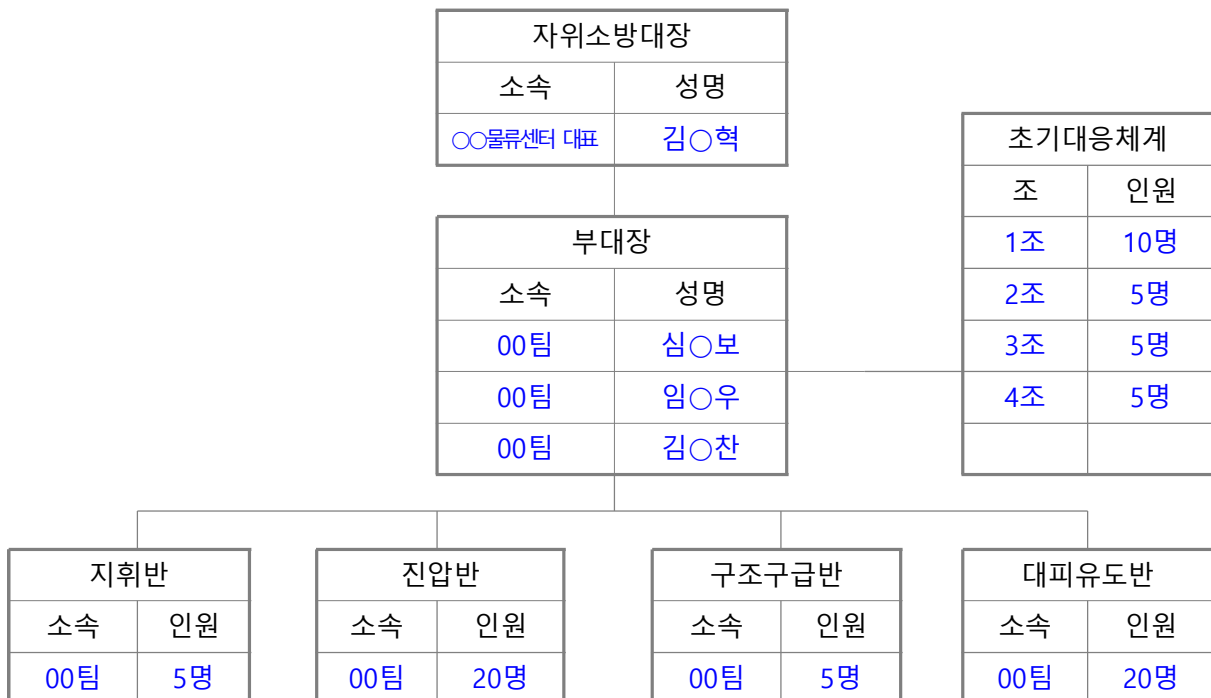 자위소방대장
소속 성명
○○물류센터 대표 김○혁
초기대응체계
조 인원
1조 10명
2조 5명
3조 5명
4조 5명
부대장
소속 성명
00팀 심○보
00팀 임○우
00팀 김○찬
지휘반
소속 인원
00팀 5명
진압반
소속 인원
00팀 20명
구조구급반
소속 인원
00팀 5명
대피유도반
소속 인원
00팀 20명